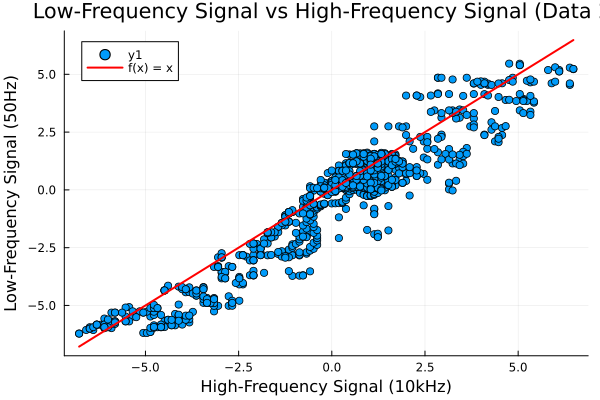 Low-Frequency Signal vs High-Frequency Signal (Data
y1
f(x) = x
5.0
2.5
0.0
−2.5
−5.0
Low-Frequency Signal (50Hz)
−5.0 −2.5 0.0 2.5 5.0
High-Frequency Signal (10kHz)